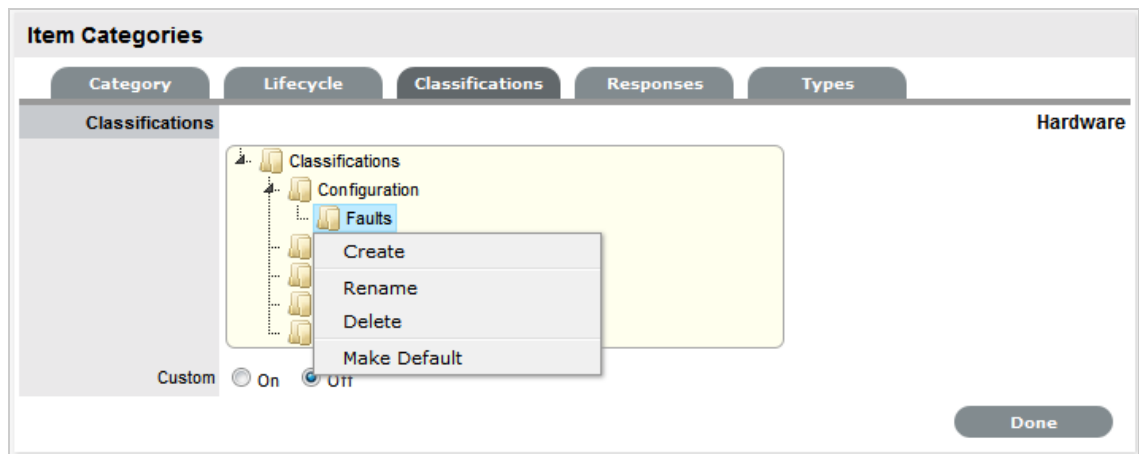 Item Categories
Category Lifecycle Classifications Responses Types
Classifications Hardware
Classifications
Configuration
Faults
Create
Rename
Delete
Make Default
Custom On Off
Done